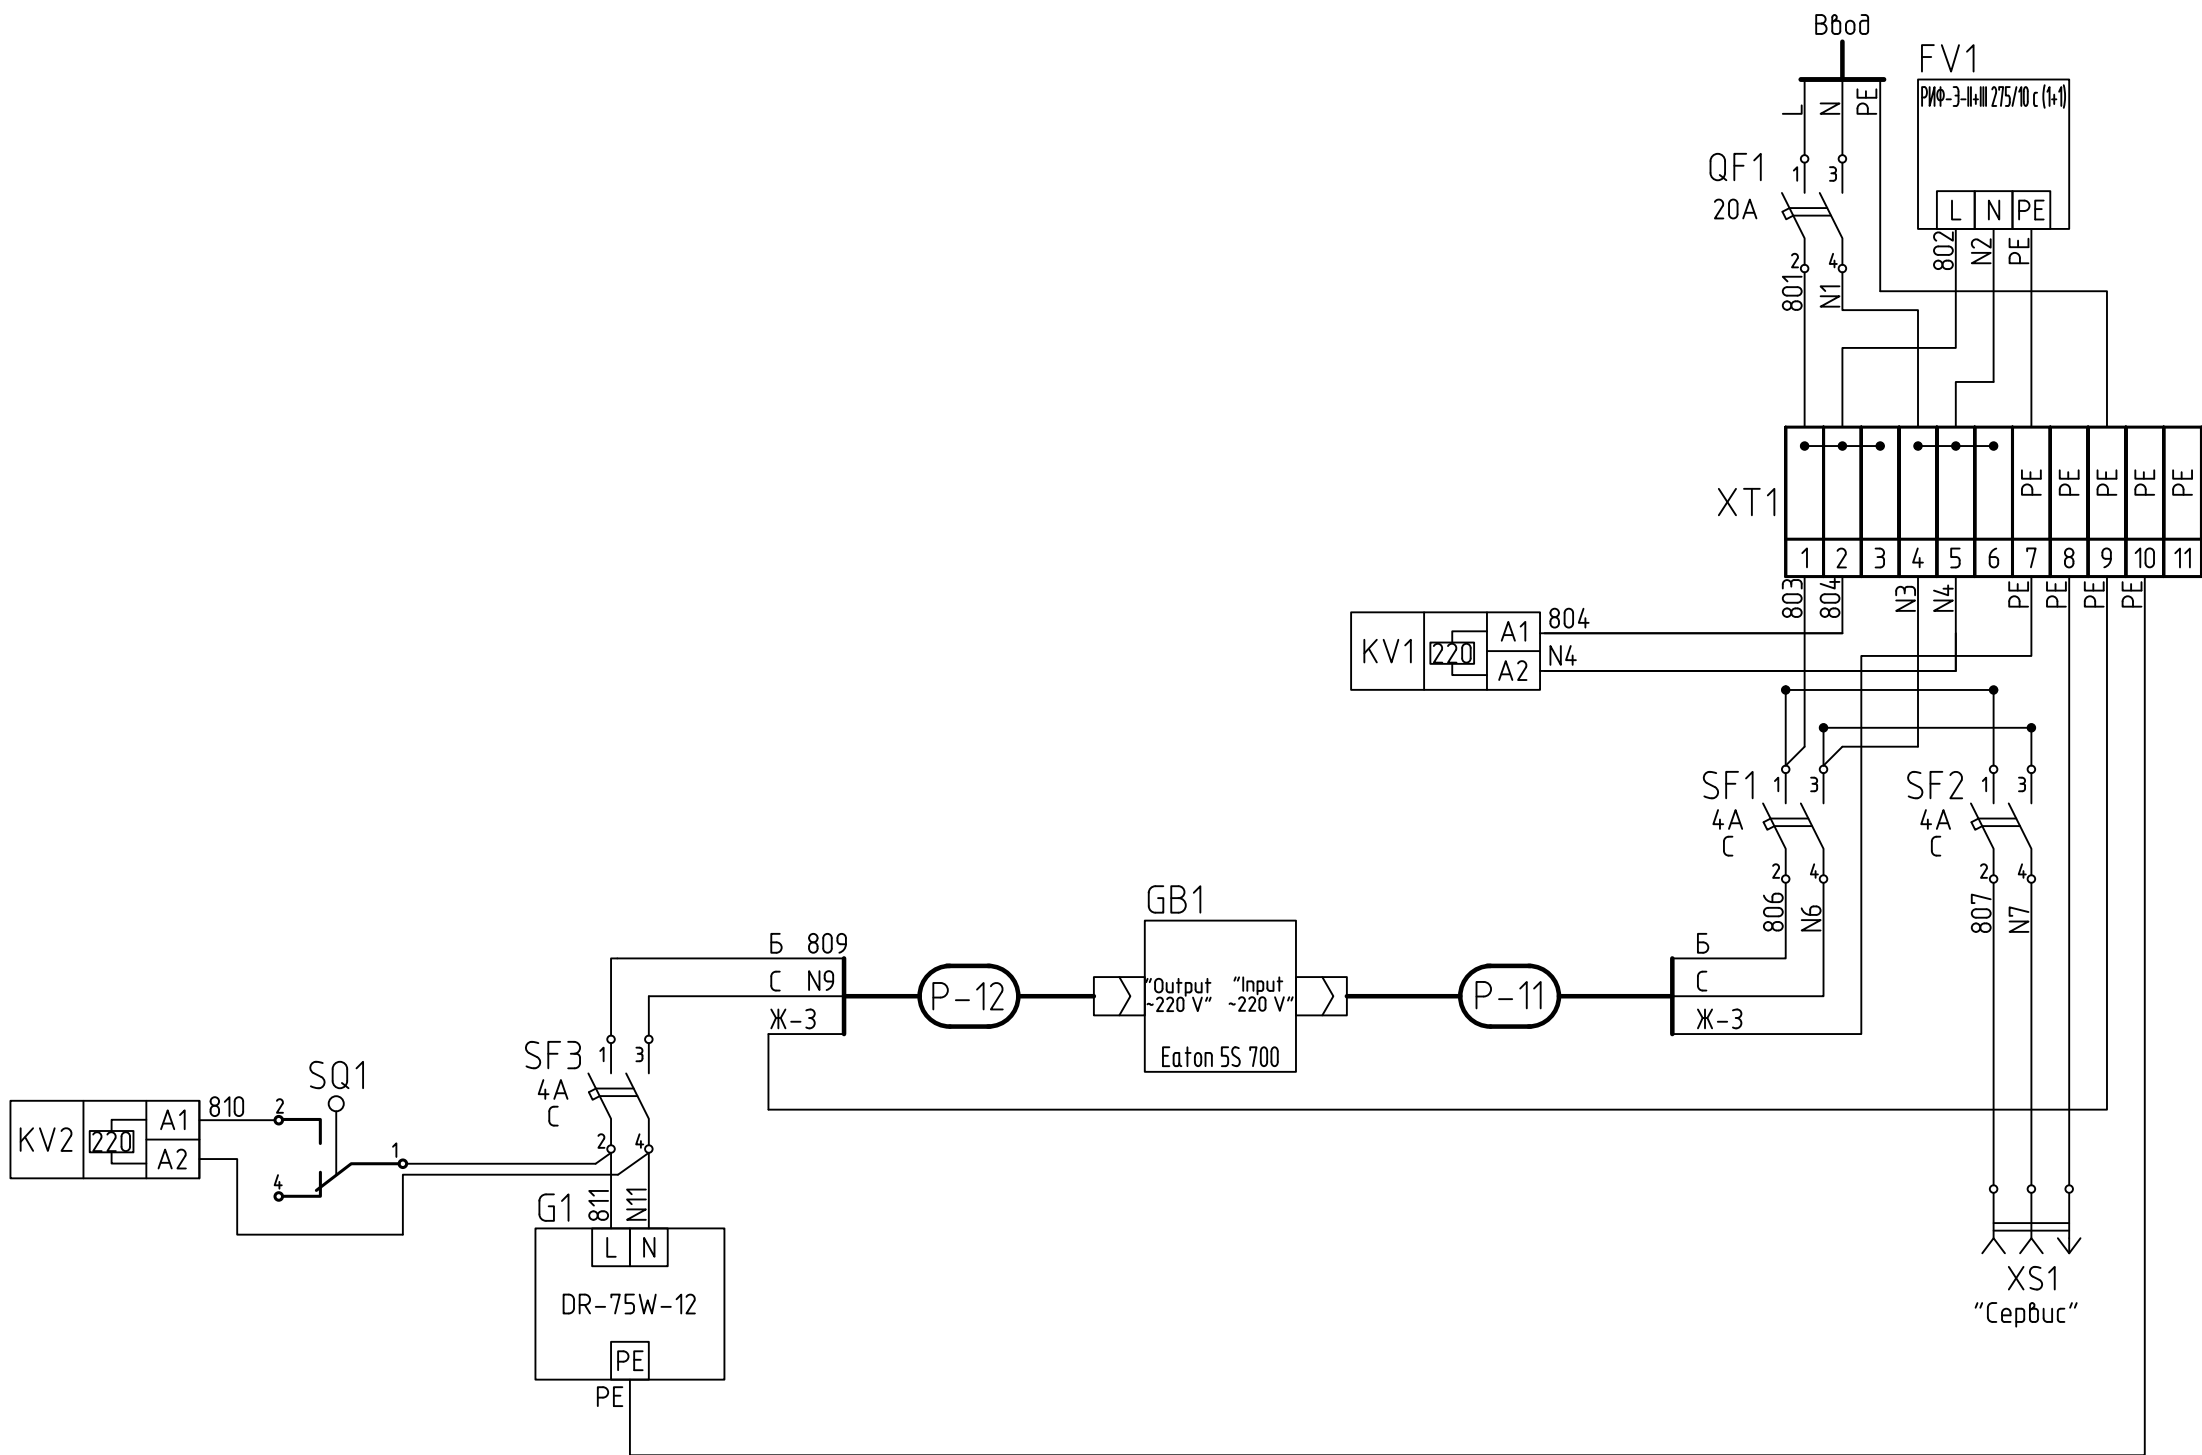 Ввод
FV1
РИФ-Э-II+III 275/10 с (1+1)
L N PE
QF1
20A
1 3
L N PE
802 N2 PE
2 4
801 N1
XT1
PE PE PE PE PE
1 2 3 4 5 6 7 8 9 10 11
803 804 N3 N4 PE PE PE PE
KV1 220 A1 A2
804
N4
SF1
4A
C
1 3
2 4
806 N6
SF2
4A
C
1 3
2 4
807 N7
GB1
"Output
~220 V"
"Input
~220 V"
Eaton 5S 700
Б 809
С N9
Ж-З
P-12
P-11
Б
С
Ж-З
SF3
4A
C
1 3
2 4
SQ1
2
1
4
KV2 220 A1 A2
810
G1
811 N11
L N
DR-75W-12
PE
PE
XS1
"Сервис"